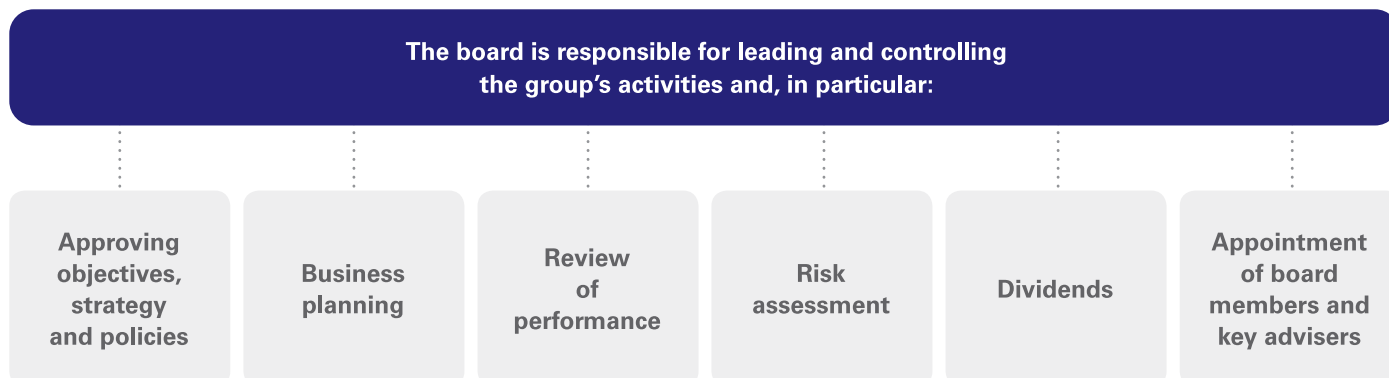 The board is responsible for leading and controlling
the group’s activities and, in particular:
Approving
objectives,
strategy
and policies
Business
planning
Review
of
performance
Risk
assessment
Dividends
Appointment
of board
members and
key advisers